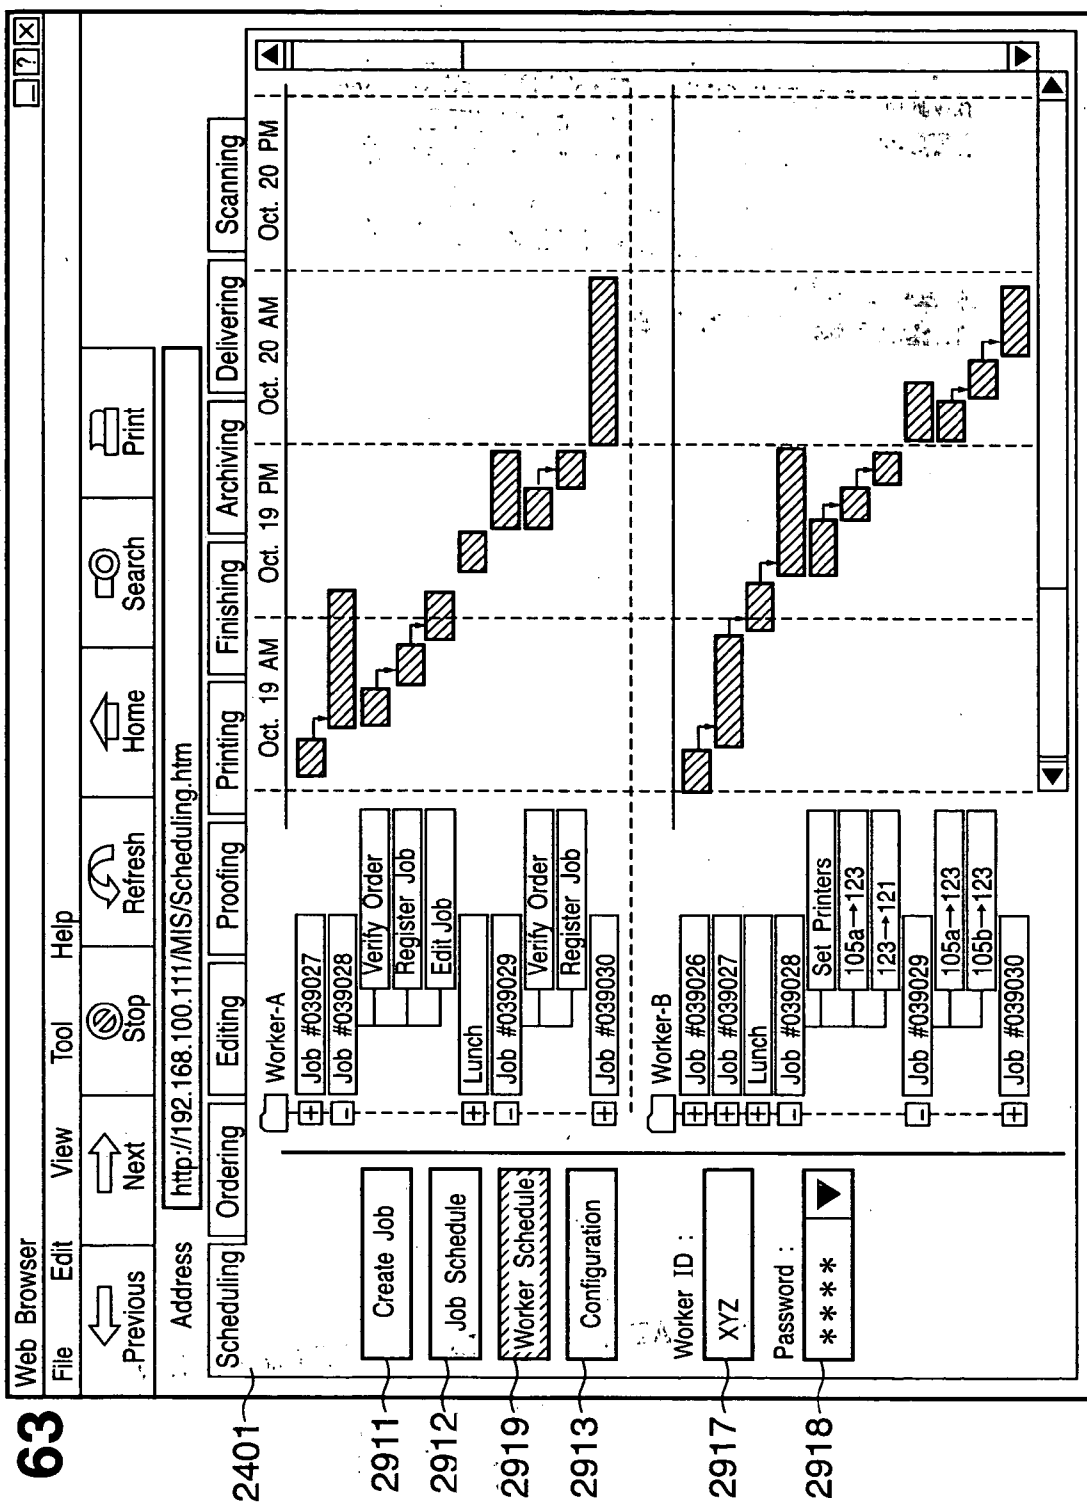 63
Web Browser
_ ? ×
File Edit View Tool Help
Previous Next Stop Refresh Home Search Print
Address http://192.168.100.111/MIS/Scheduling.htm
Scheduling Ordering Editing Proofing Printing Finishing Archiving Delivering Scanning
2401
Oct. 19 AM Oct. 19 PM Oct. 20 AM Oct. 20 PM
2911
Create Job
2912
Job Schedule
2919
Worker Schedule
2913
Configuration
Worker ID :
2917
XYZ
Password :
2918
****
Worker-A
+ Job #039027
- Job #039028
Verify Order
Register Job
Edit Job
+ Lunch
- Job #039029
Verify Order
Register Job
+ Job #039030
Worker-B
+ Job #039026
+ Job #039027
+ Lunch
- Job #039028
Set Printers
105a→123
123→121
- Job #039029
105a→123
105b→123
+ Job #039030